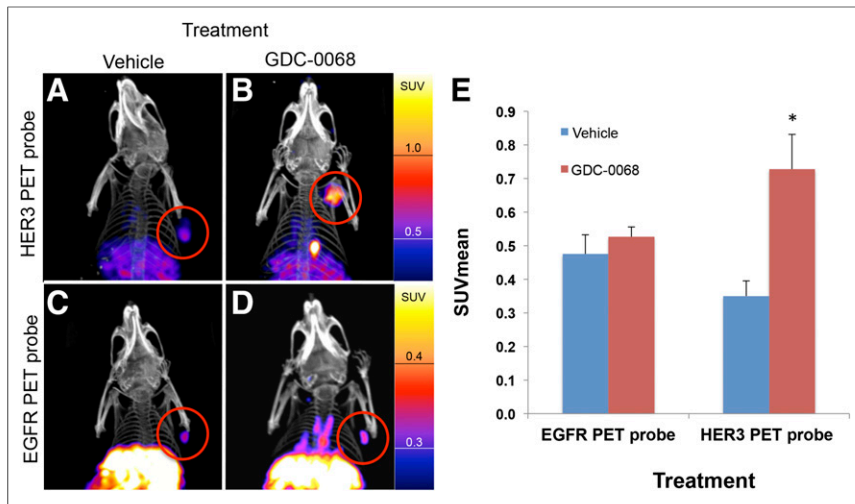 Treatment
Vehicle
GDC-0068
HER3 PET probe
A
B
SUV
1.0
0.5
EGFR PET probe
C
D
SUV
0.4
0.3
E
SUVmean
0.9
0.8
0.7
0.6
0.5
0.4
0.3
0.2
0.1
0.0
Vehicle
GDC-0068
*
EGFR PET probe
HER3 PET probe
Treatment